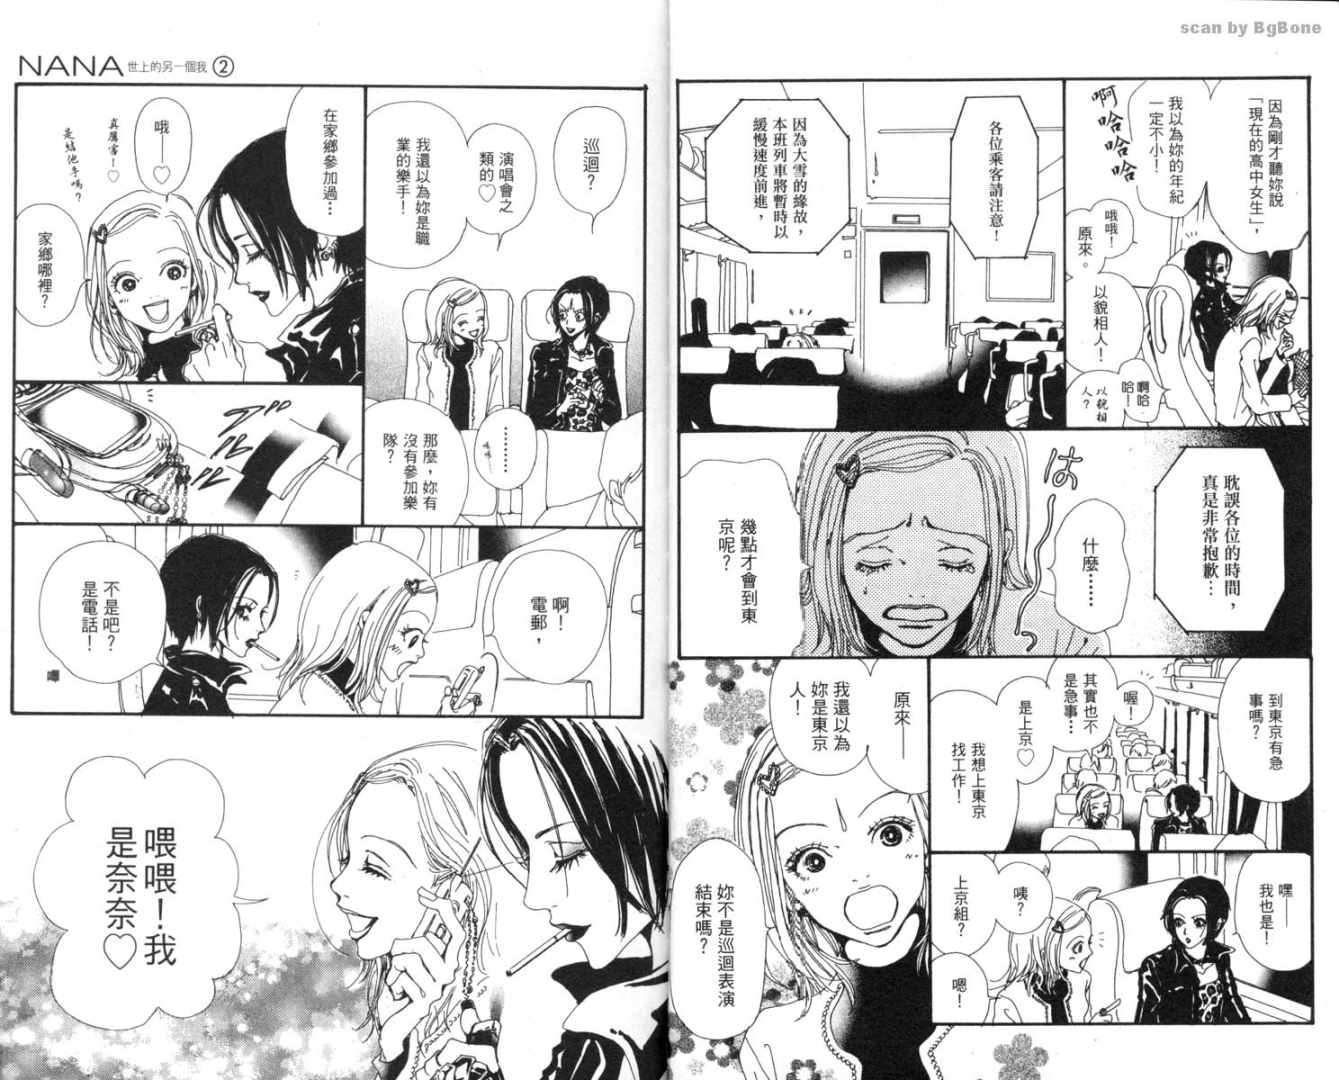 scan by BgBone
因為剛才聽妳說
「現在的高中女生」，
我以為妳的年紀
一定不小！
啊哈哈哈
哦哦！
原來。
以貌相人！
啊哈
哈！
以貌相
人？
各位乘客請注意！
因為大雪的緣故，
本班列車將暫時以
緩慢速度前進，
耽誤各位的時間，
真是非常抱歉…
は～
什麼……
幾點才會到東
京呢？
到東京有急
事嗎？
喔！
其實也不
是急事…
是上京♡
我想上東京
找工作！
嘿——
我也是！
咦？
上京組？
嗯！
原來——
我還以為
妳是東京
人！
妳不是巡迴表演
結束嗎？
NANA 世上的另一個我 ②
巡迴？
演唱會之
類的♡
我還以為妳是職
業的樂手！
………
那麼，妳有
沒有參加樂
隊？
在家鄉參加過…
哦——♡
真厲害！♡
是結他手嗎？
家鄉哪裡？
啊！
電郵，
不是吧？
是電話！
嗶
喂喂！我
是奈奈♡